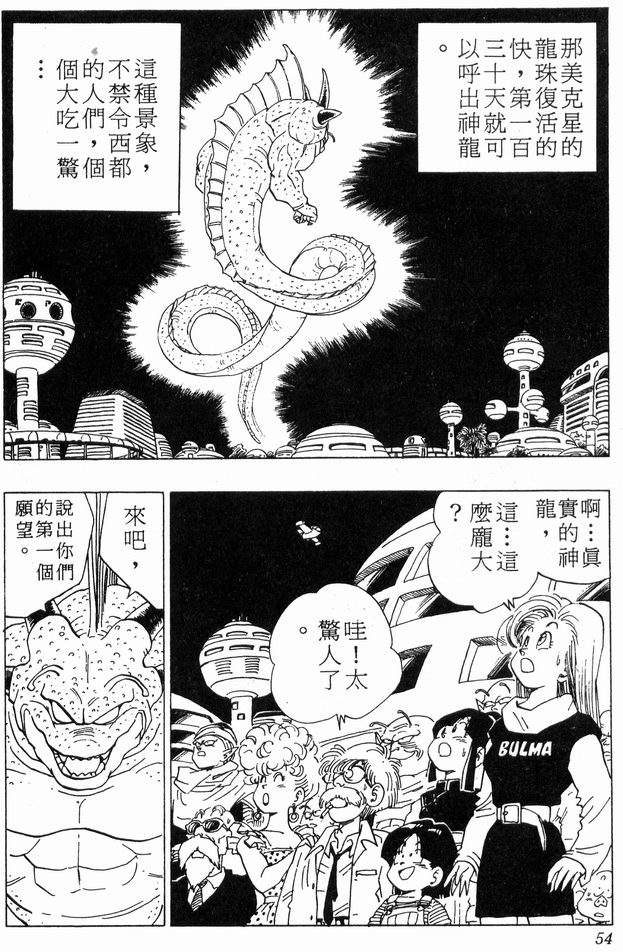 那美克星的
龍珠復活的
快，第一百
三十天就可
以呼出神龍
。
這種景象，
不禁令西都
的人們，個
個大吃一驚
…
啊…眞
實的神
龍，
這…這
麼龐大
？
哇！太
驚人了
。
BULMA
來吧，
說出你們
的第一個
願望。
54